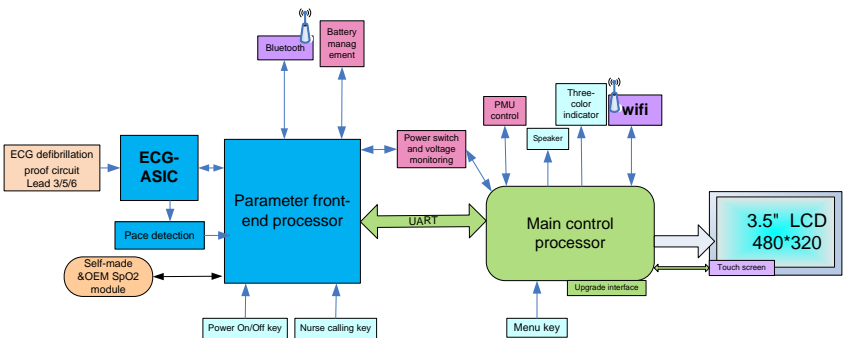 Bluetooth
Battery
manag
ement
Three-
color
indicator
wifi
PMU
control
Speaker
Power switch
and voltage
monitoring
ECG defibrillation
proof circuit
Lead 3/5/6
ECG-
ASIC
Parameter front-
end processor
UART
Main control
processor
3.5" LCD
480*320
Pace detection
Self-made
&OEM SpO2
module
Touch screen
Upgrade interface
Power On/Off key
Nurse calling key
Menu key